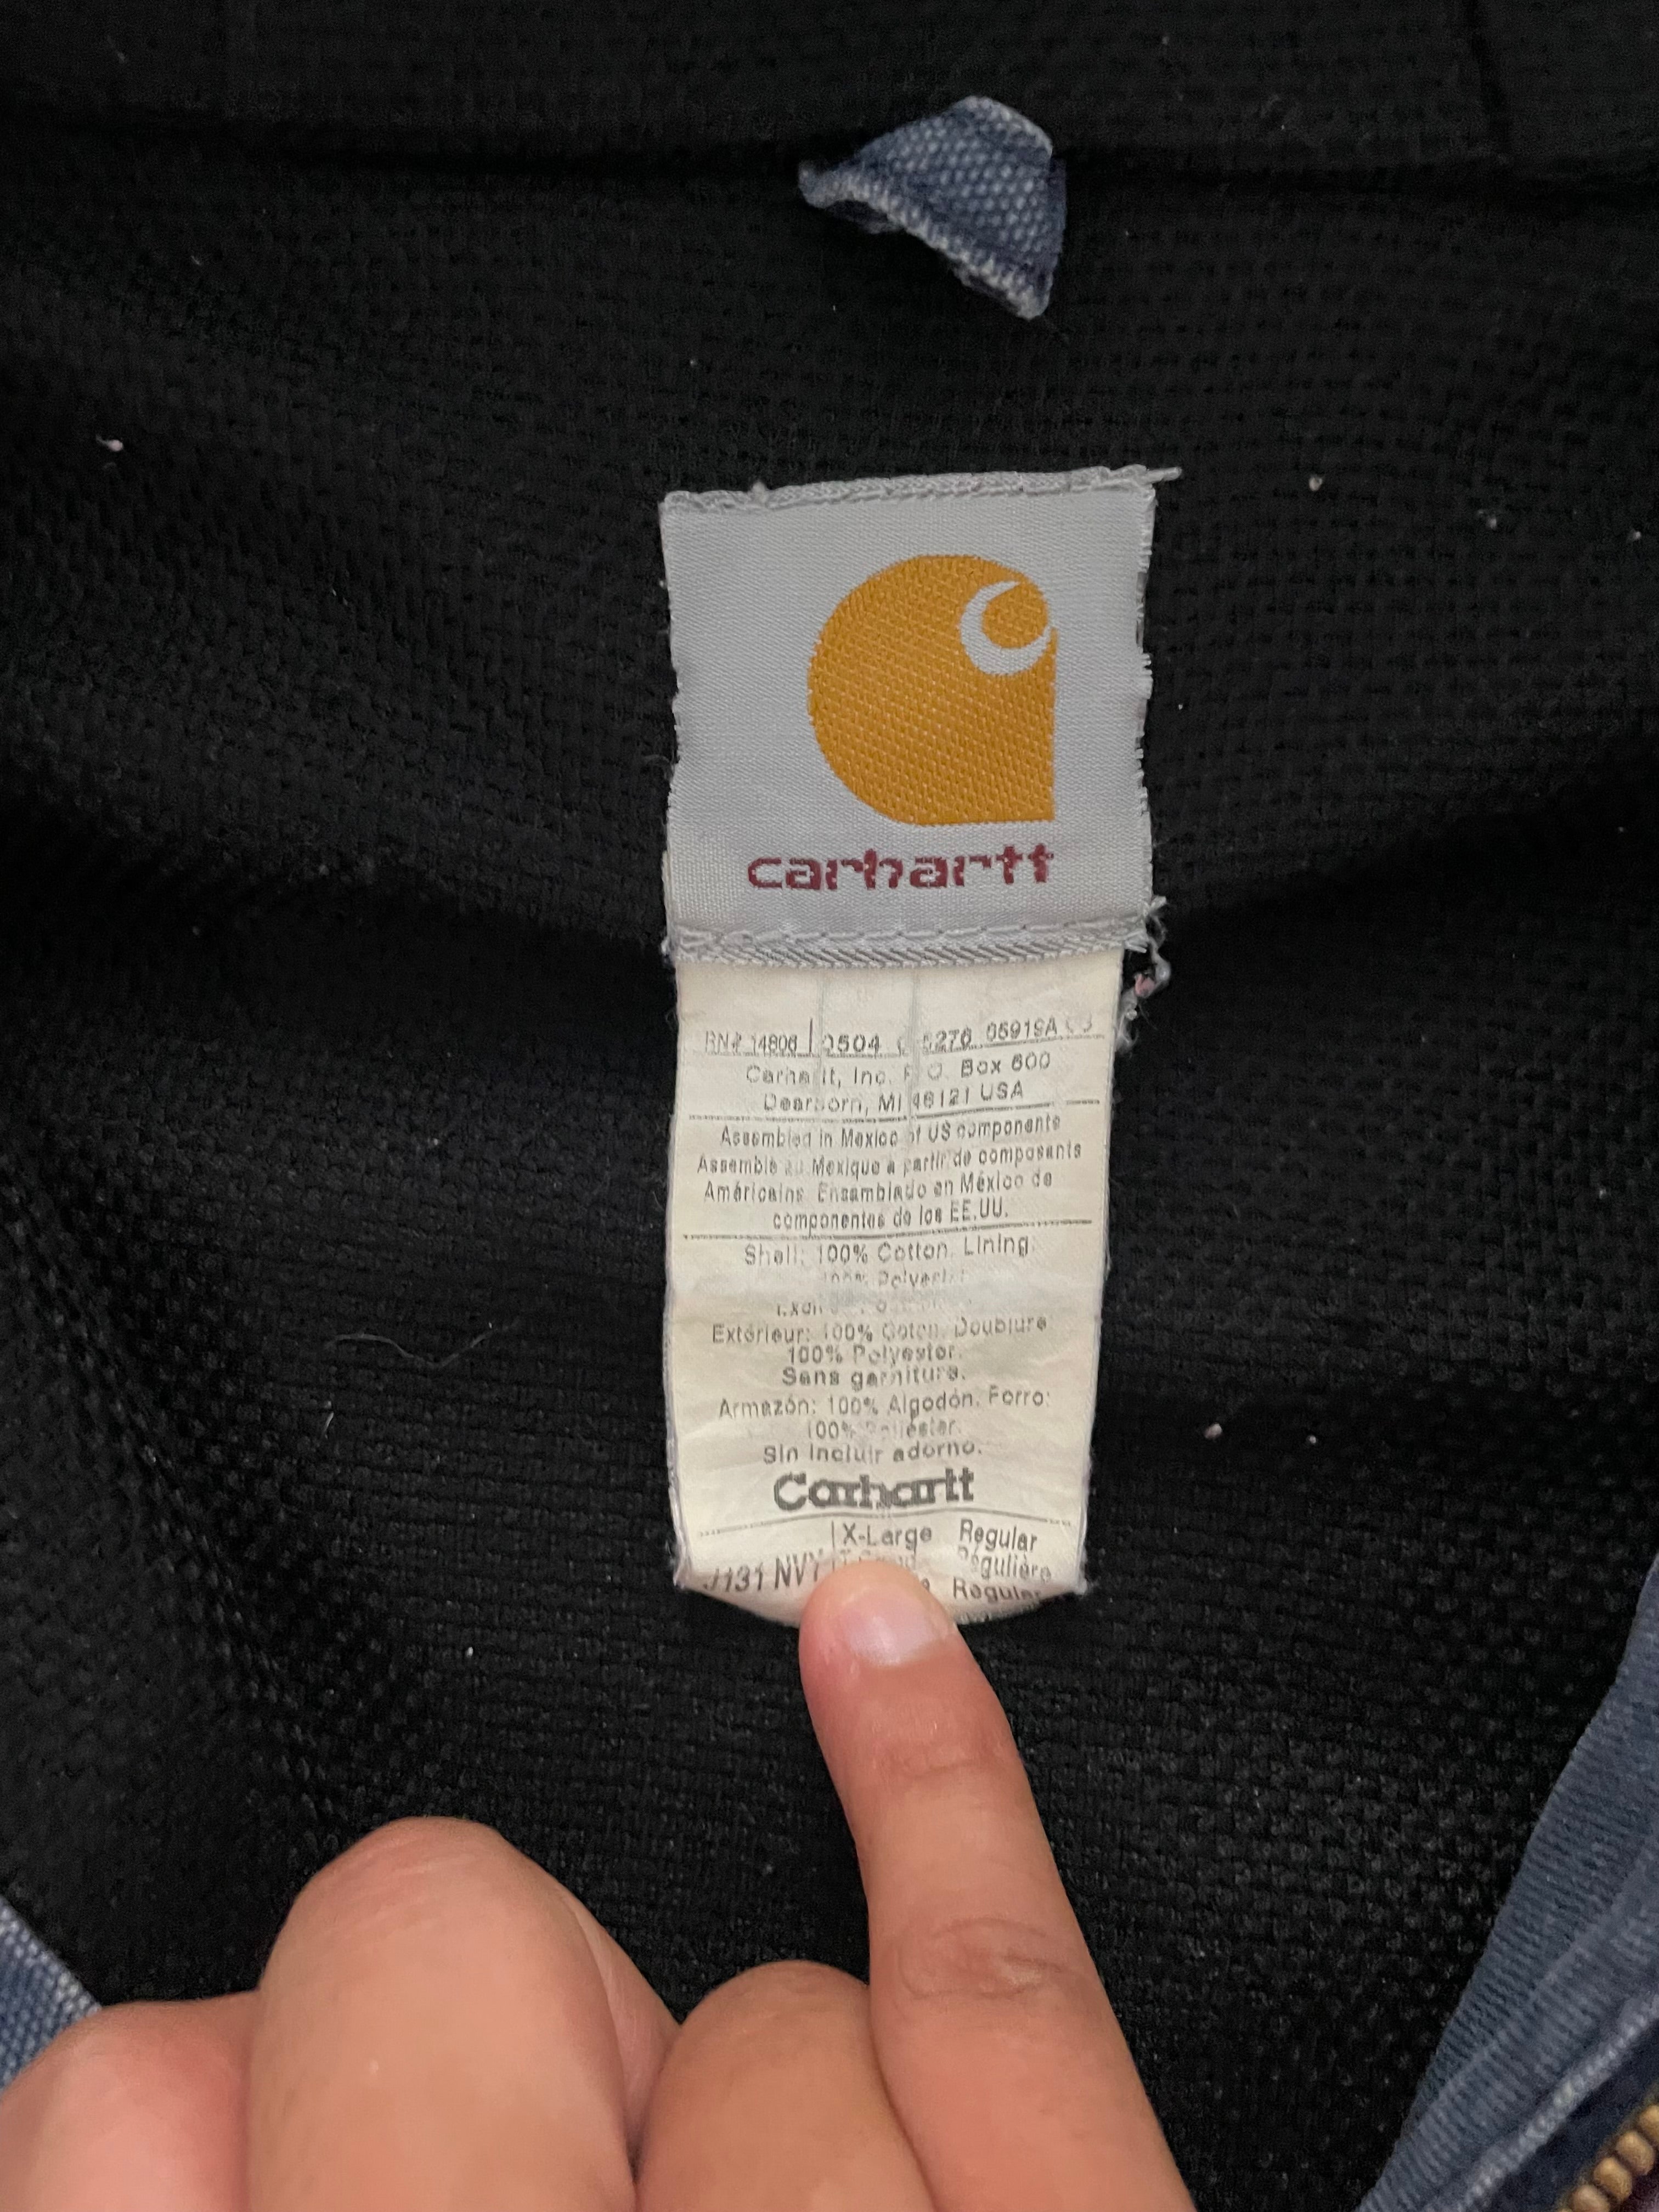 carhartt
RN# 14806 0504 5276 05919A
Carhartt, Inc. P.O. Box 600
Dearborn, MI 48121 USA
Assembled in Mexico of US components
Assemblé au Mexique à partir de composants
Américains Ensamblado en México de
componentes de los EE.UU.
Shell: 100% Cotton. Lining:
100% Polyester
Extérieur: 100% Coton. Doublure:
100% Polyester.
Sans garniture.
Armazón: 100% Algodón. Forro:
100% Poliéster.
Sin incluir adorno.
Carhartt
X-Large Regular
J131 NVY Régulière
Regular